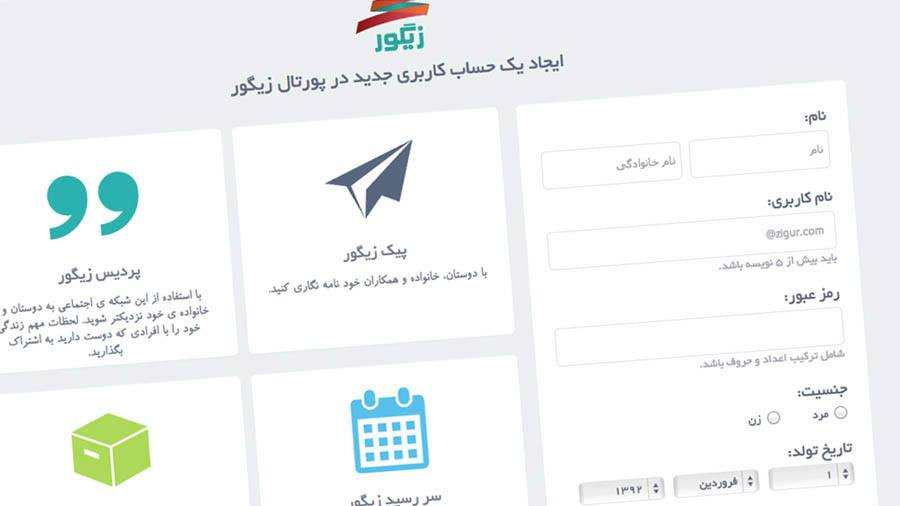 زیگور
ایجاد یک حساب کاربری جدید در پورتال زیگور
نام:
نام
نام خانوادگی
نام کاربری:
@zigur.com
باید بیش از ۵ نویسه باشد.
رمز عبور:
شامل ترکیب اعداد و حروف باشد.
جنسیت:
مرد
زن
تاریخ تولد:
۱
فروردین
۱۳۹۲
پیک زیگور
با دوستان، خانواده و همکاران خود نامه نگاری کنید.
پردیس زیگور
با استفاده از این شبکه ی اجتماعی به دوستان و
خانواده ی خود نزدیکتر شوید. لحظات مهم زندگی
خود را با افرادی که دوست دارید به اشتراک
بگذارید.
سر رسید زیگور